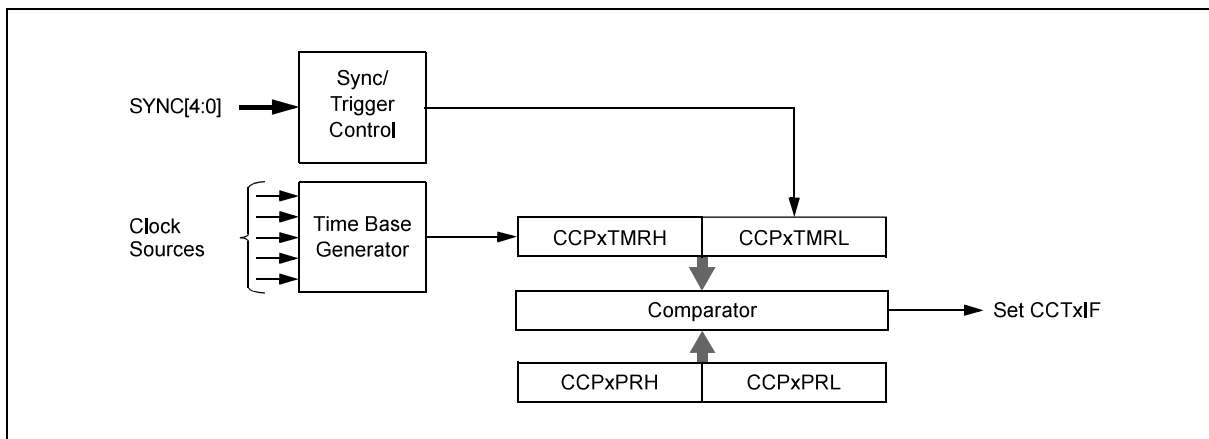 Sync/
Trigger
Control
SYNC[4:0]
Clock
Sources
Time Base
Generator
CCPxTMRH
CCPxTMRL
Comparator
Set CCTxIF
CCPxPRH
CCPxPRL